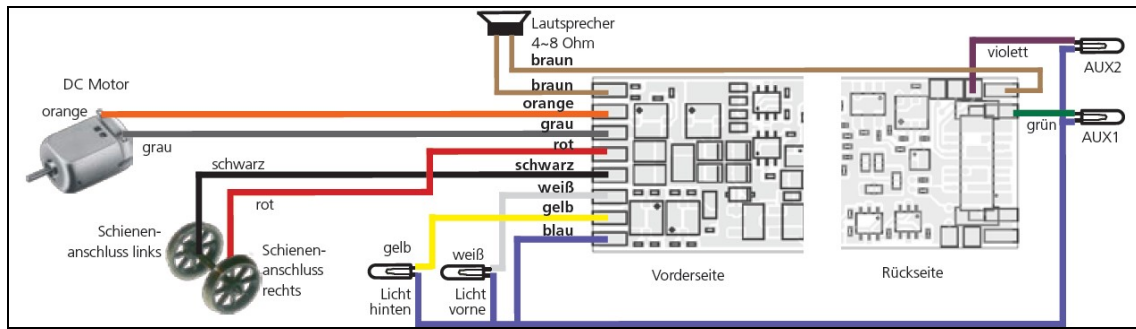 Lautsprecher
4~8 Ohm
braun
violett
AUX2
DC Motor
braun
orange
orange
grau
grün
AUX1
grau
rot
schwarz
schwarz
weiß
rot
gelb
blau
Schienen-
anschluss links
Schienen-
anschluss
rechts
gelb
weiß
Licht
hinten
Licht
vorne
Vorderseite
Rückseite